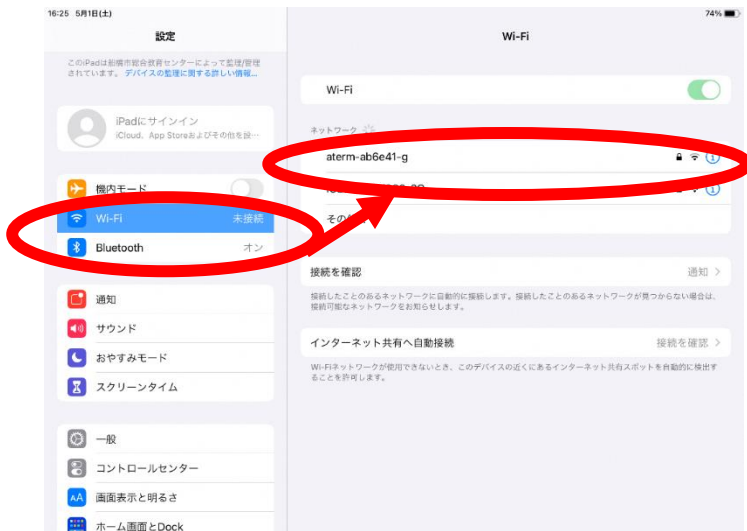 16:25 5月1日(土)
74%
設定
このiPadは船橋市総合教育センターによって監理/管理
されています。デバイスの監理に関する詳しい情報...
iPadにサインイン
iCloud、App Storeおよびその他を設…
機内モード
Wi-Fi 未接続
Bluetooth オン
通知
サウンド
おやすみモード
スクリーンタイム
一般
コントロールセンター
AA 画面表示と明るさ
ホーム画面とDock
Wi-Fi
Wi-Fi
ネットワーク
aterm-ab6e41-g
接続を確認 通知
接続したことのあるネットワークに自動的に接続します。接続したことのあるネットワークが見つからない場合は、
接続可能なネットワークをお知らせします。
インターネット共有へ自動接続 接続を確認
Wi-Fiネットワークが使用できないとき、このデバイスの近くにあるインターネット共有スポットを自動的に検出す
ることを許可します。